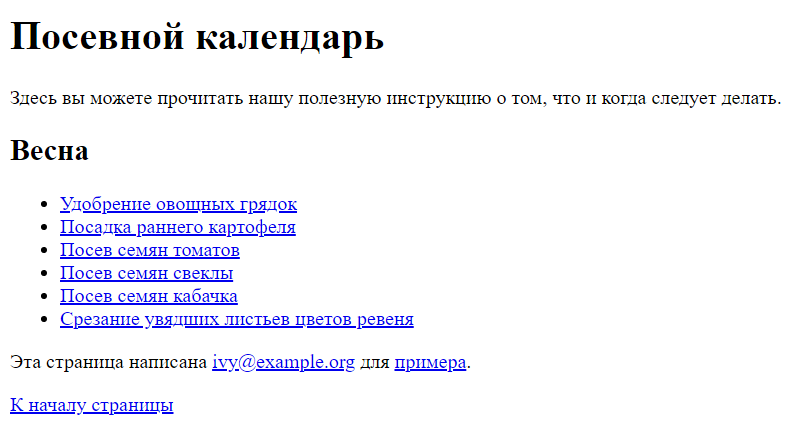 Посевной календарь
Здесь вы можете прочитать нашу полезную инструкцию о том, что и когда следует делать.
Весна
Удобрение овощных грядок
Посадка раннего картофеля
Посев семян томатов
Посев семян свеклы
Посев семян кабачка
Срезание увядших листьев цветов ревеня
Эта страница написана ivy@example.org для примера.
К началу страницы